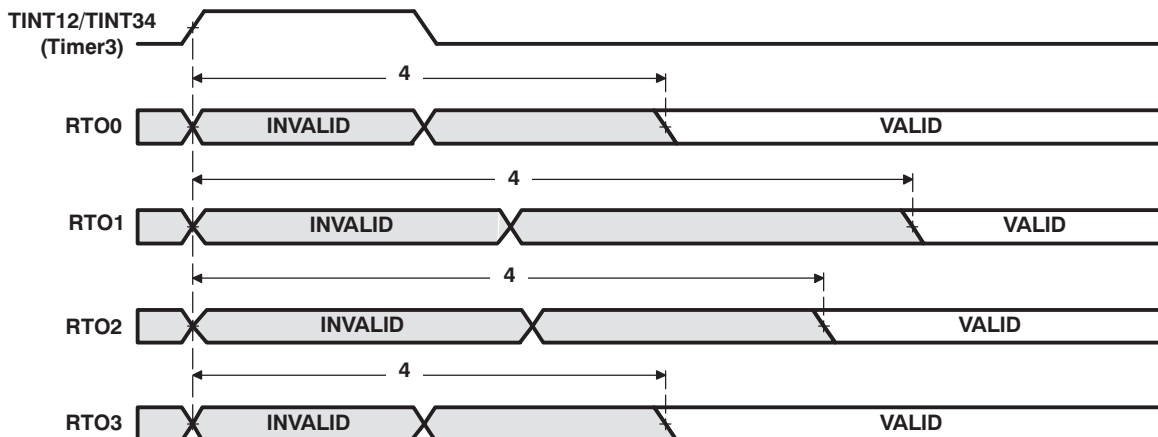 TINT12/TINT34
(Timer3)
4
RTO0 INVALID VALID
4
RTO1 INVALID VALID
4
RTO2 INVALID VALID
4
RTO3 INVALID VALID